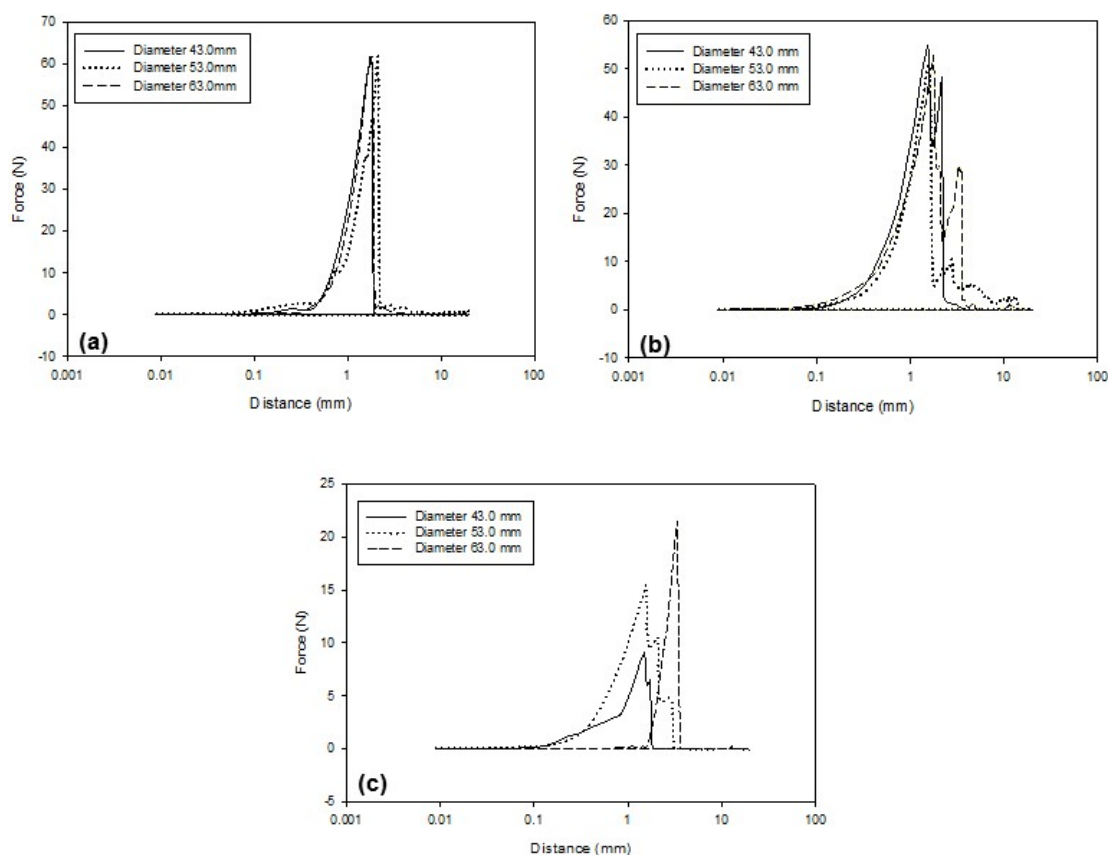 70
60
50
40
30
20
10
0
-10
Force (N)
Diameter 43.0mm
Diameter 53.0mm
Diameter 63.0mm
(a)
0.001 0.01 0.1 1 10 100
Distance (mm)
60
50
40
30
20
10
0
-10
Force (N)
Diameter 43.0 mm
Diameter 53.0 mm
Diameter 63.0 mm
(b)
0.001 0.01 0.1 1 10 100
Distance (mm)
25
20
15
10
5
0
-5
Force (N)
Diameter 43.0 mm
Diameter 53.0 mm
Diameter 63.0 mm
(c)
0.001 0.01 0.1 1 10 100
Distance (mm)